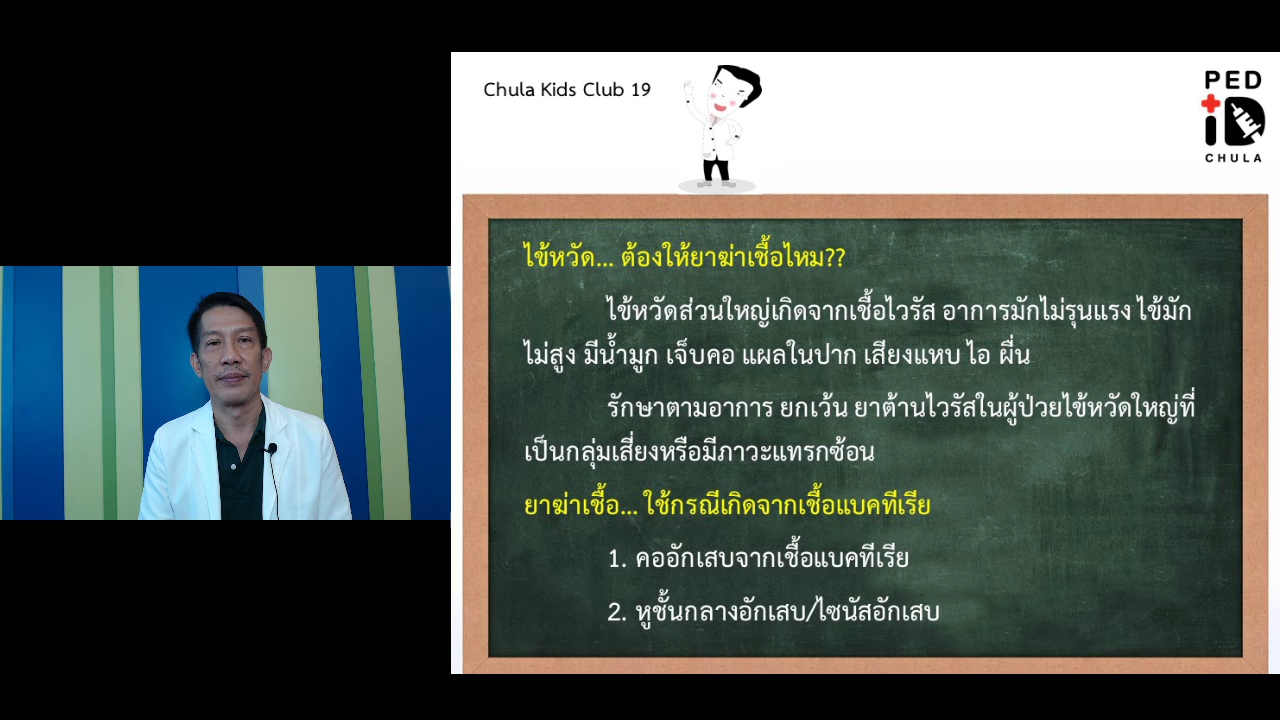 Chula Kids Club 19
PED
iD
CHULA
ไข้หวัด... ต้องให้ยาฆ่าเชื้อไหม??
ไข้หวัดส่วนใหญ่เกิดจากเชื้อไวรัส อาการมักไม่รุนแรง ไข้มัก
ไม่สูง มีน้ำมูก เจ็บคอ แผลในปาก เสียงแหบ ไอ ผื่น
รักษาตามอาการ ยกเว้น ยาต้านไวรัสในผู้ป่วยไข้หวัดใหญ่ที่
เป็นกลุ่มเสี่ยงหรือมีภาวะแทรกซ้อน
ยาฆ่าเชื้อ... ใช้กรณีเกิดจากเชื้อแบคทีเรีย
1. คออักเสบจากเชื้อแบคทีเรีย
2. หูชั้นกลางอักเสบ/ไซนัสอักเสบ